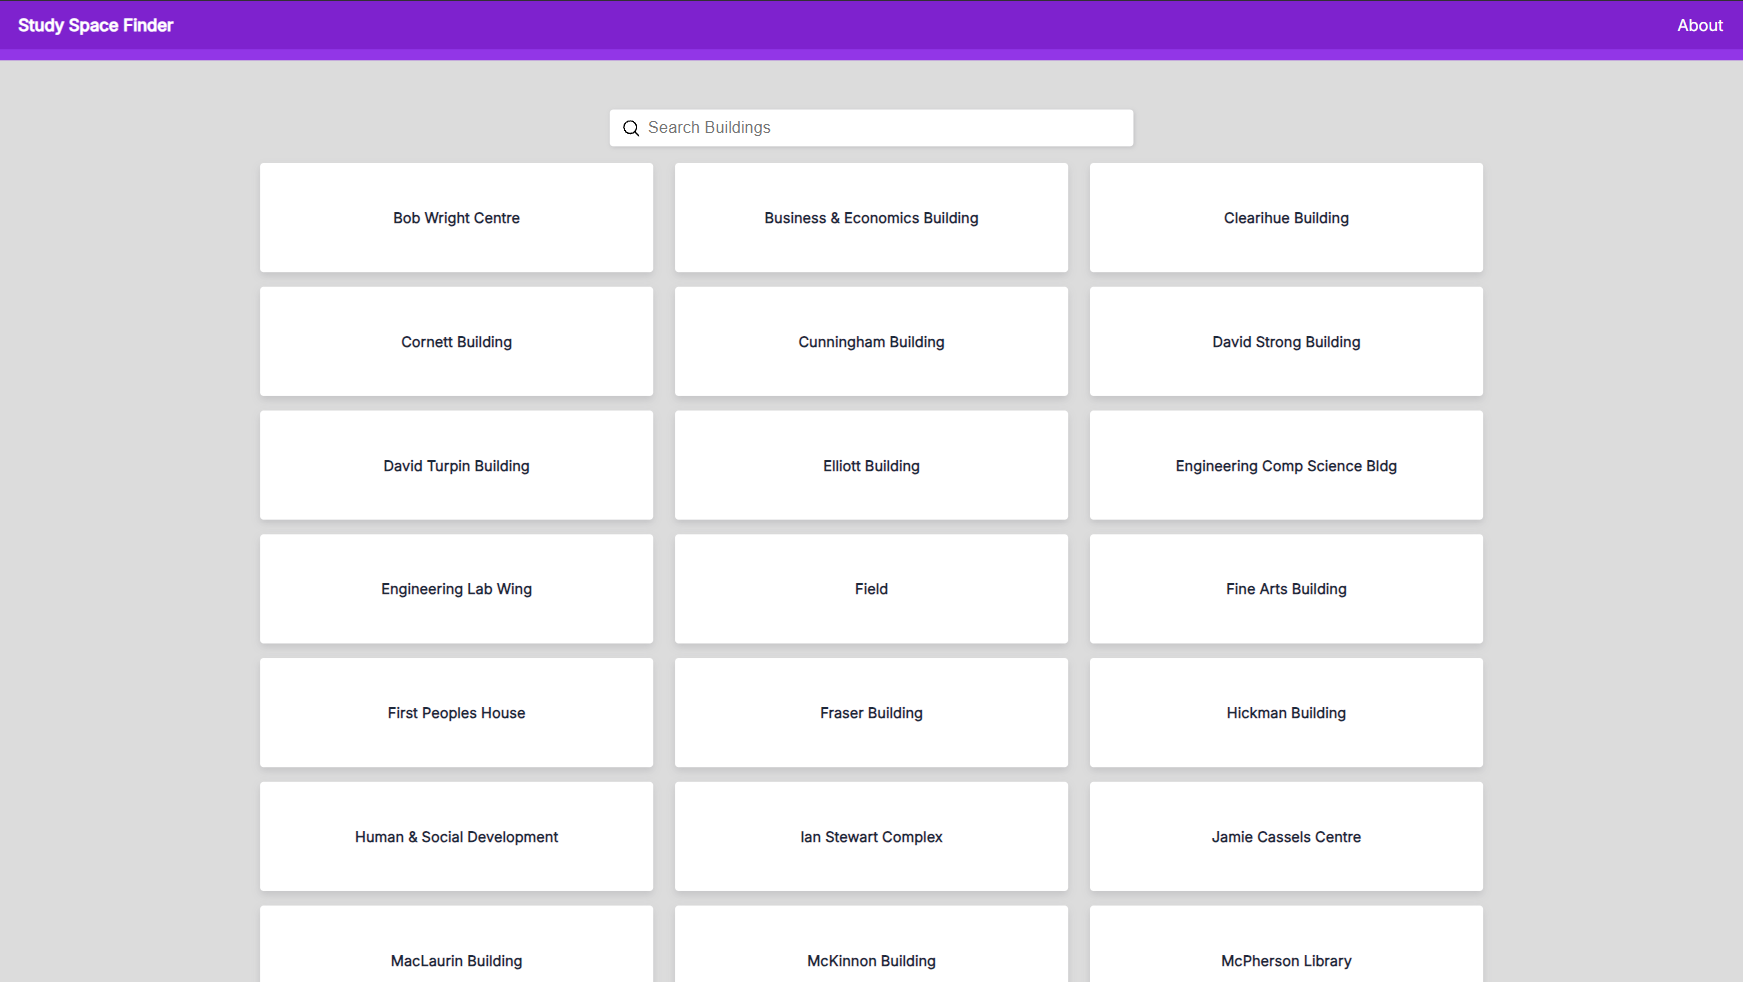 Study Space Finder
About
Search Buildings
Bob Wright Centre
Business & Economics Building
Clearihue Building
Cornett Building
Cunningham Building
David Strong Building
David Turpin Building
Elliott Building
Engineering Comp Science Bldg
Engineering Lab Wing
Field
Fine Arts Building
First Peoples House
Fraser Building
Hickman Building
Human & Social Development
Ian Stewart Complex
Jamie Cassels Centre
MacLaurin Building
McKinnon Building
McPherson Library